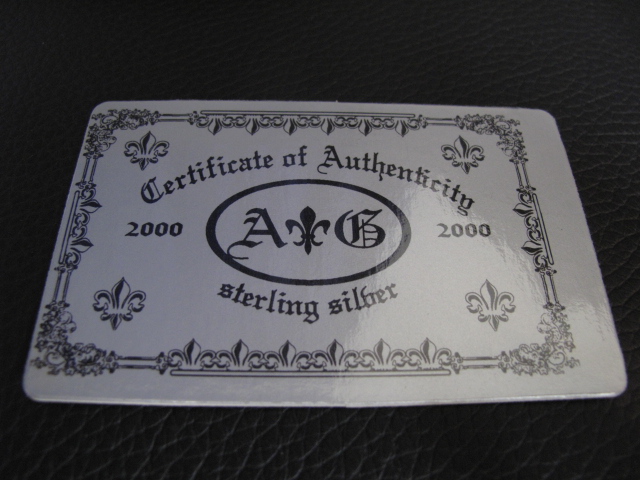 Certificate of Authenticity
2000 A G 2000
sterling silver